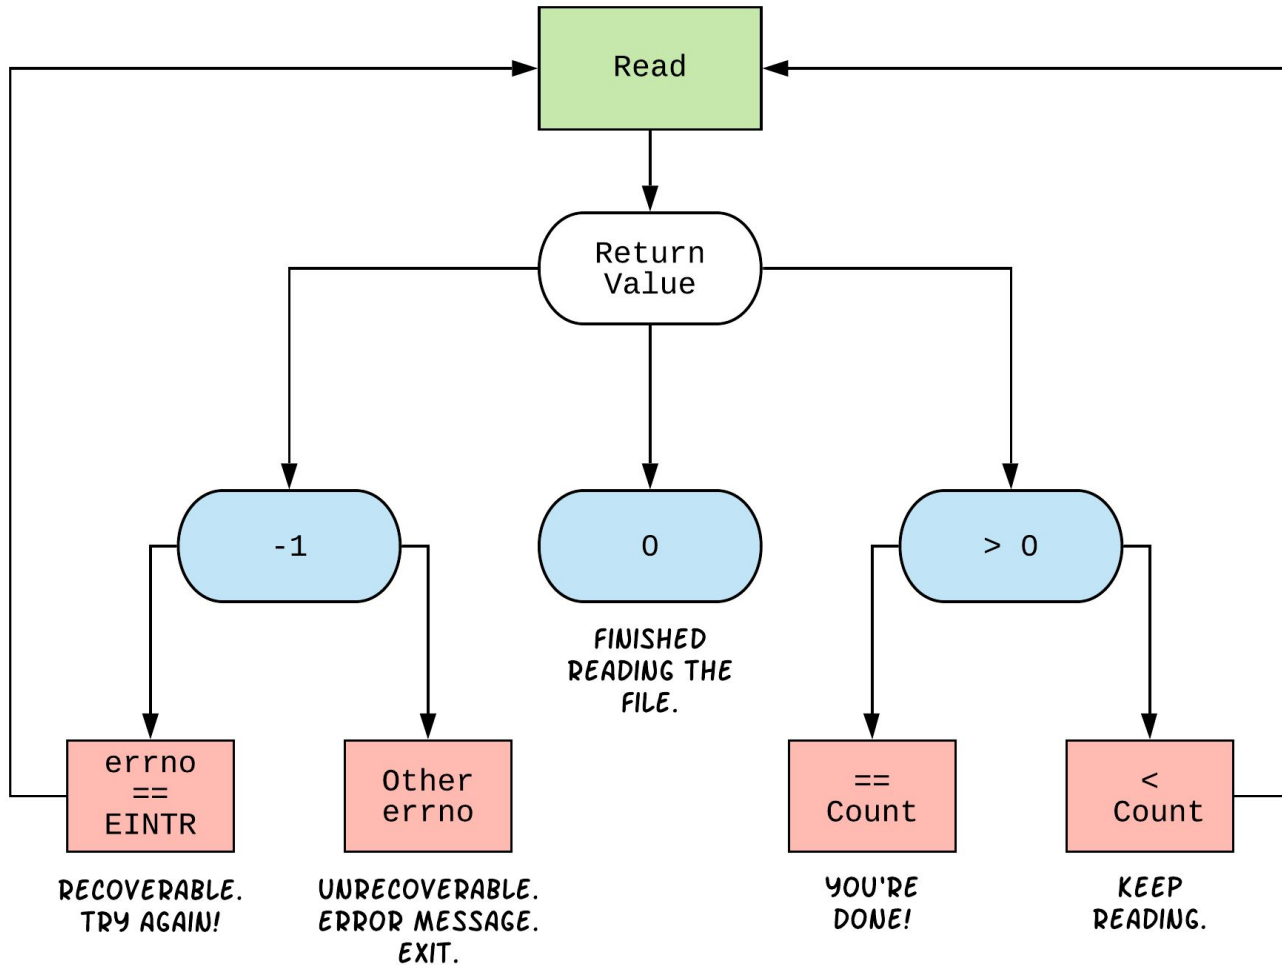 Read
Return
Value
-1
0
> 0
FINISHED
READING THE
FILE.
errno
==
EINTR
Other
errno
==
Count
<
Count
RECOVERABLE.
TRY AGAIN!
UNRECOVERABLE.
ERROR MESSAGE.
EXIT.
YOU'RE
DONE!
KEEP
READING.